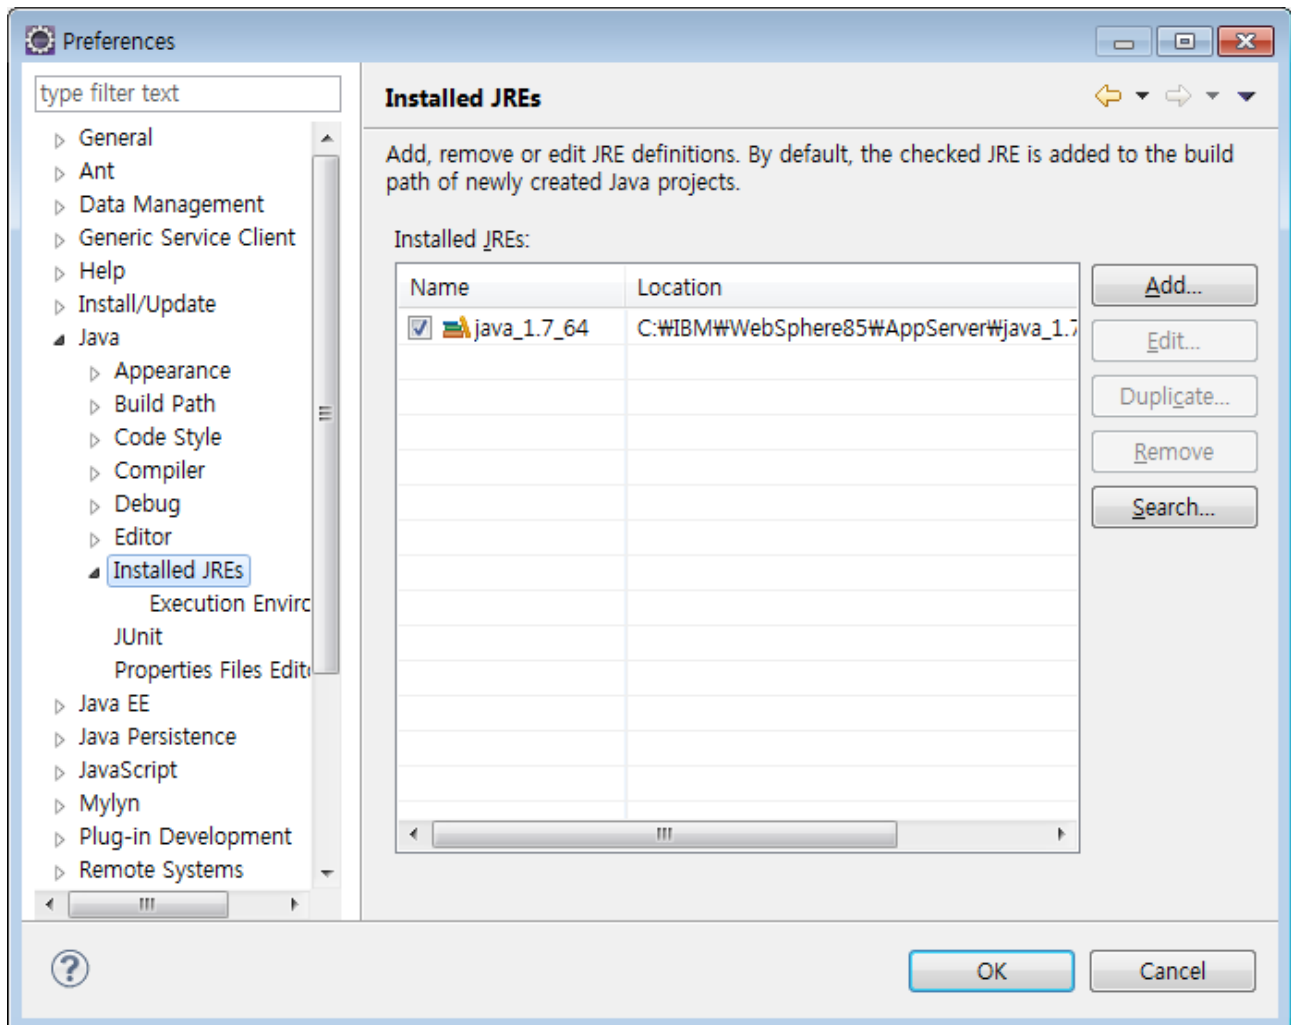 Preferences
type filter text
General
Ant
Data Management
Generic Service Client
Help
Install/Update
Java
Appearance
Build Path
Code Style
Compiler
Debug
Editor
Installed JREs
Execution Envirc
JUnit
Properties Files Edit
Java EE
Java Persistence
JavaScript
Mylyn
Plug-in Development
Remote Systems
Installed JREs
Add, remove or edit JRE definitions. By default, the checked JRE is added to the build
path of newly created Java projects.
Installed JREs:
Name Location
java_1.7_64 C:₩IBM₩WebSphere85₩AppServer₩java_1.7
Add...
Edit...
Duplicate...
Remove
Search...
?
OK Cancel